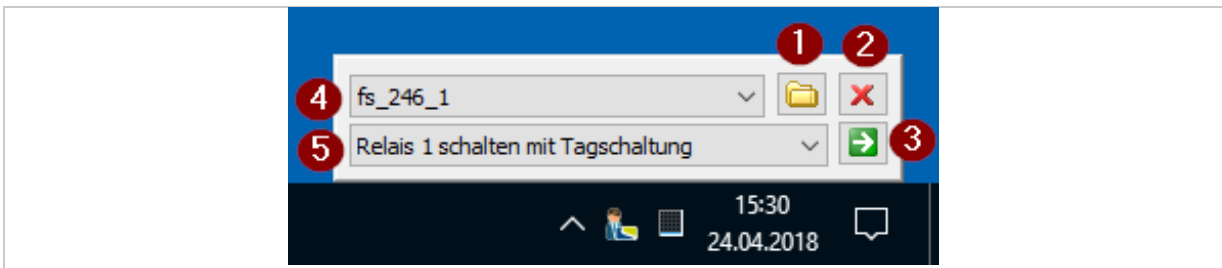 1 2
4 fs_246_1
5 Relais 1 schalten mit Tagschaltung 3
15:30
24.04.2018